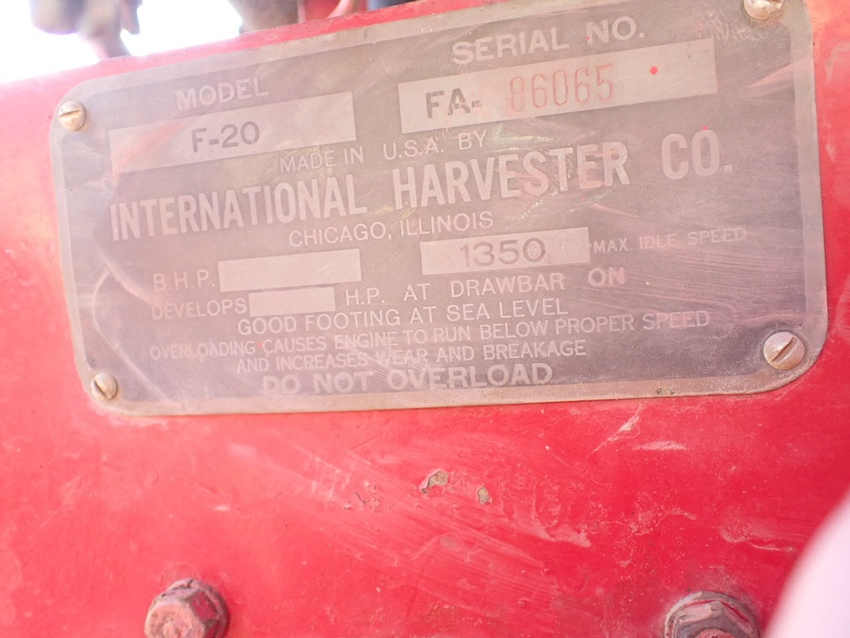 MODEL SERIAL NO.
F-20 FA- 86065
MADE IN U.S.A. BY
INTERNATIONAL HARVESTER CO.
CHICAGO, ILLINOIS
B.H.P. 1350 MAX. IDLE SPEED
DEVELOPS H.P. AT DRAWBAR ON
GOOD FOOTING AT SEA LEVEL
OVERLOADING CAUSES ENGINE TO RUN BELOW PROPER SPEED
AND INCREASES WEAR AND BREAKAGE
DO NOT OVERLOAD